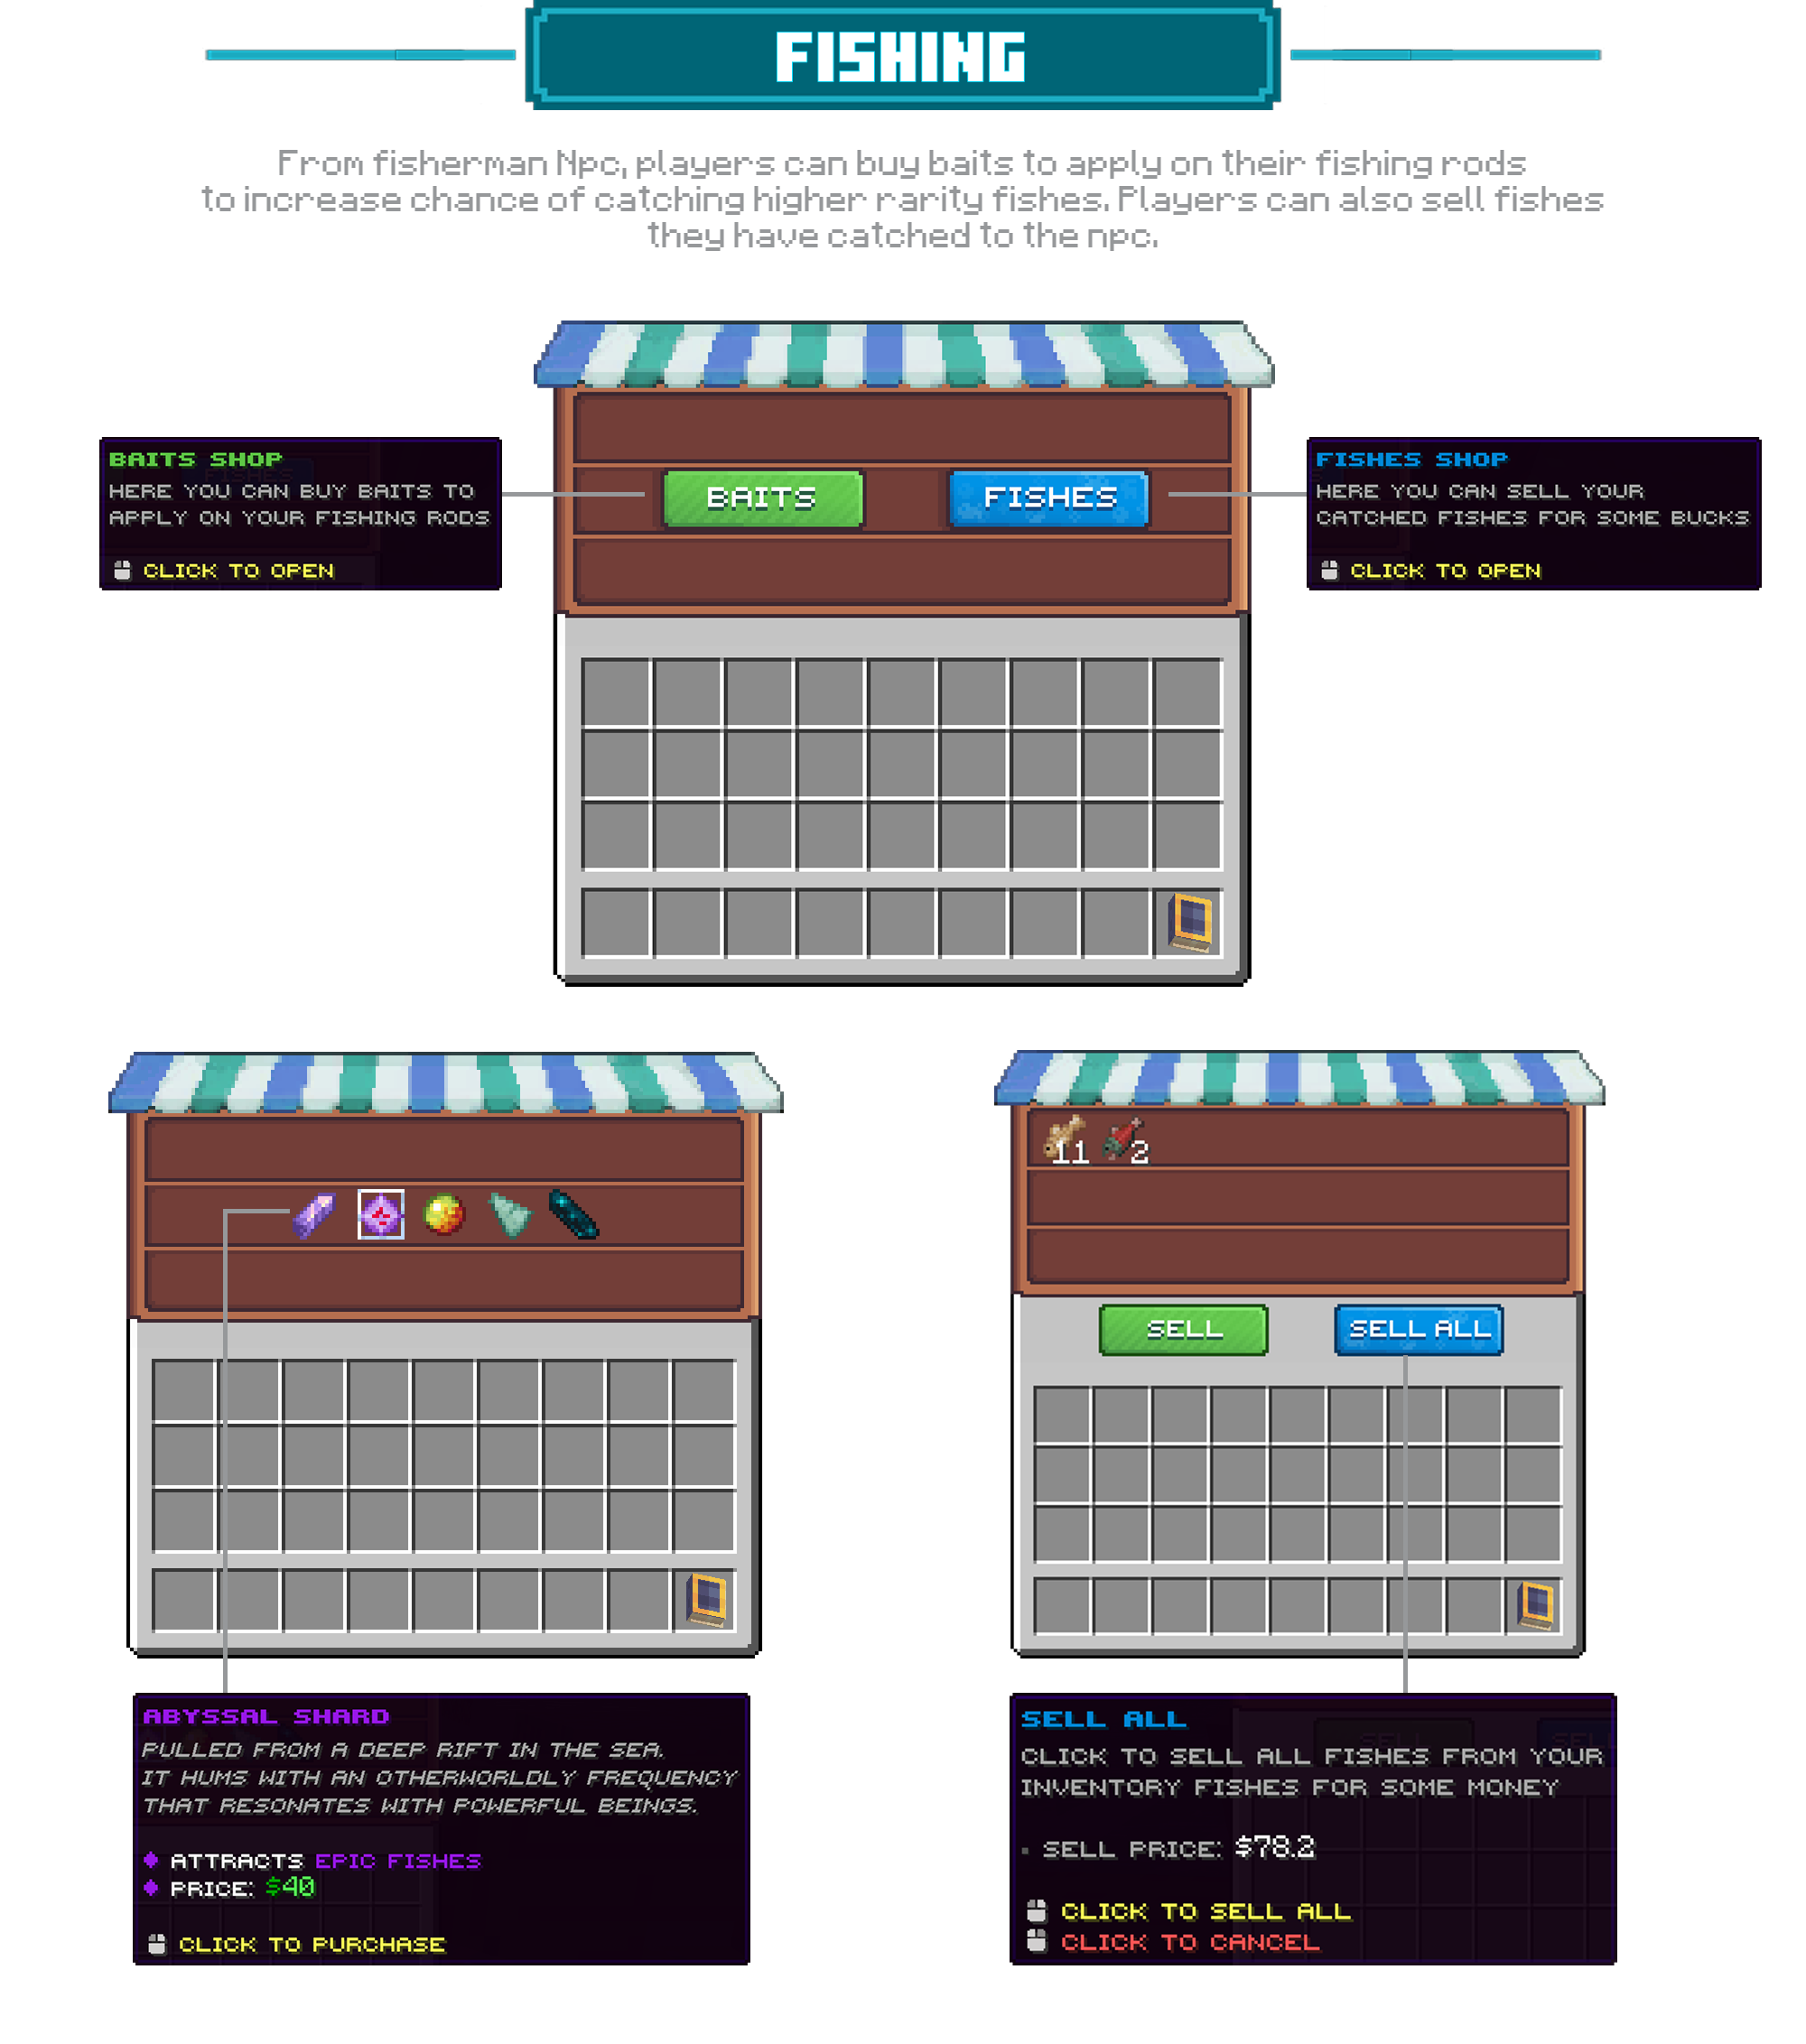 FISHING
From fisherman Npc, players can buy baits to apply on their fishing rods
to increase chance of catching higher rarity fishes. Players can also sell fishes
they have catched to the npc.
BAITS SHOP
HERE YOU CAN BUY BAITS TO
APPLY ON YOUR FISHING RODS
CLICK TO OPEN
BAITS
FISHES
FISHES SHOP
HERE YOU CAN SELL YOUR
CATCHED FISHES FOR SOME BUCKS
CLICK TO OPEN
11 2
SELL
SELL ALL
ABYSSAL SHARD
PULLED FROM A DEEP RIFT IN THE SEA.
IT HUMS WITH AN OTHERWORLDLY FREQUENCY
THAT RESONATES WITH POWERFUL BEINGS.
ATTRACTS EPIC FISHES
PRICE: $40
CLICK TO PURCHASE
SELL ALL
CLICK TO SELL ALL FISHES FROM YOUR
INVENTORY FISHES FOR SOME MONEY
SELL PRICE: $78.2
CLICK TO SELL ALL
CLICK TO CANCEL